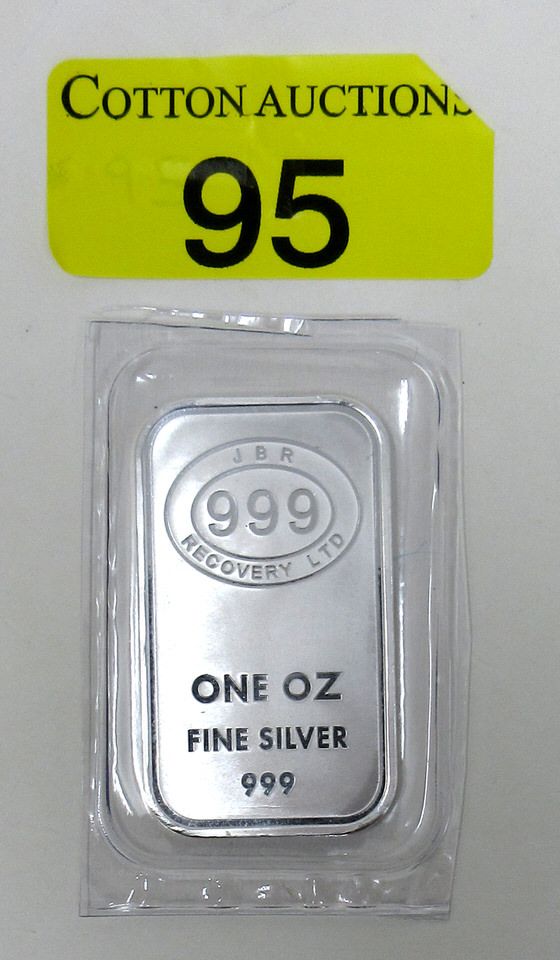 COTTON AUCTIONS
95
JBR
999
RECOVERY LTD
ONE OZ
FINE SILVER
999